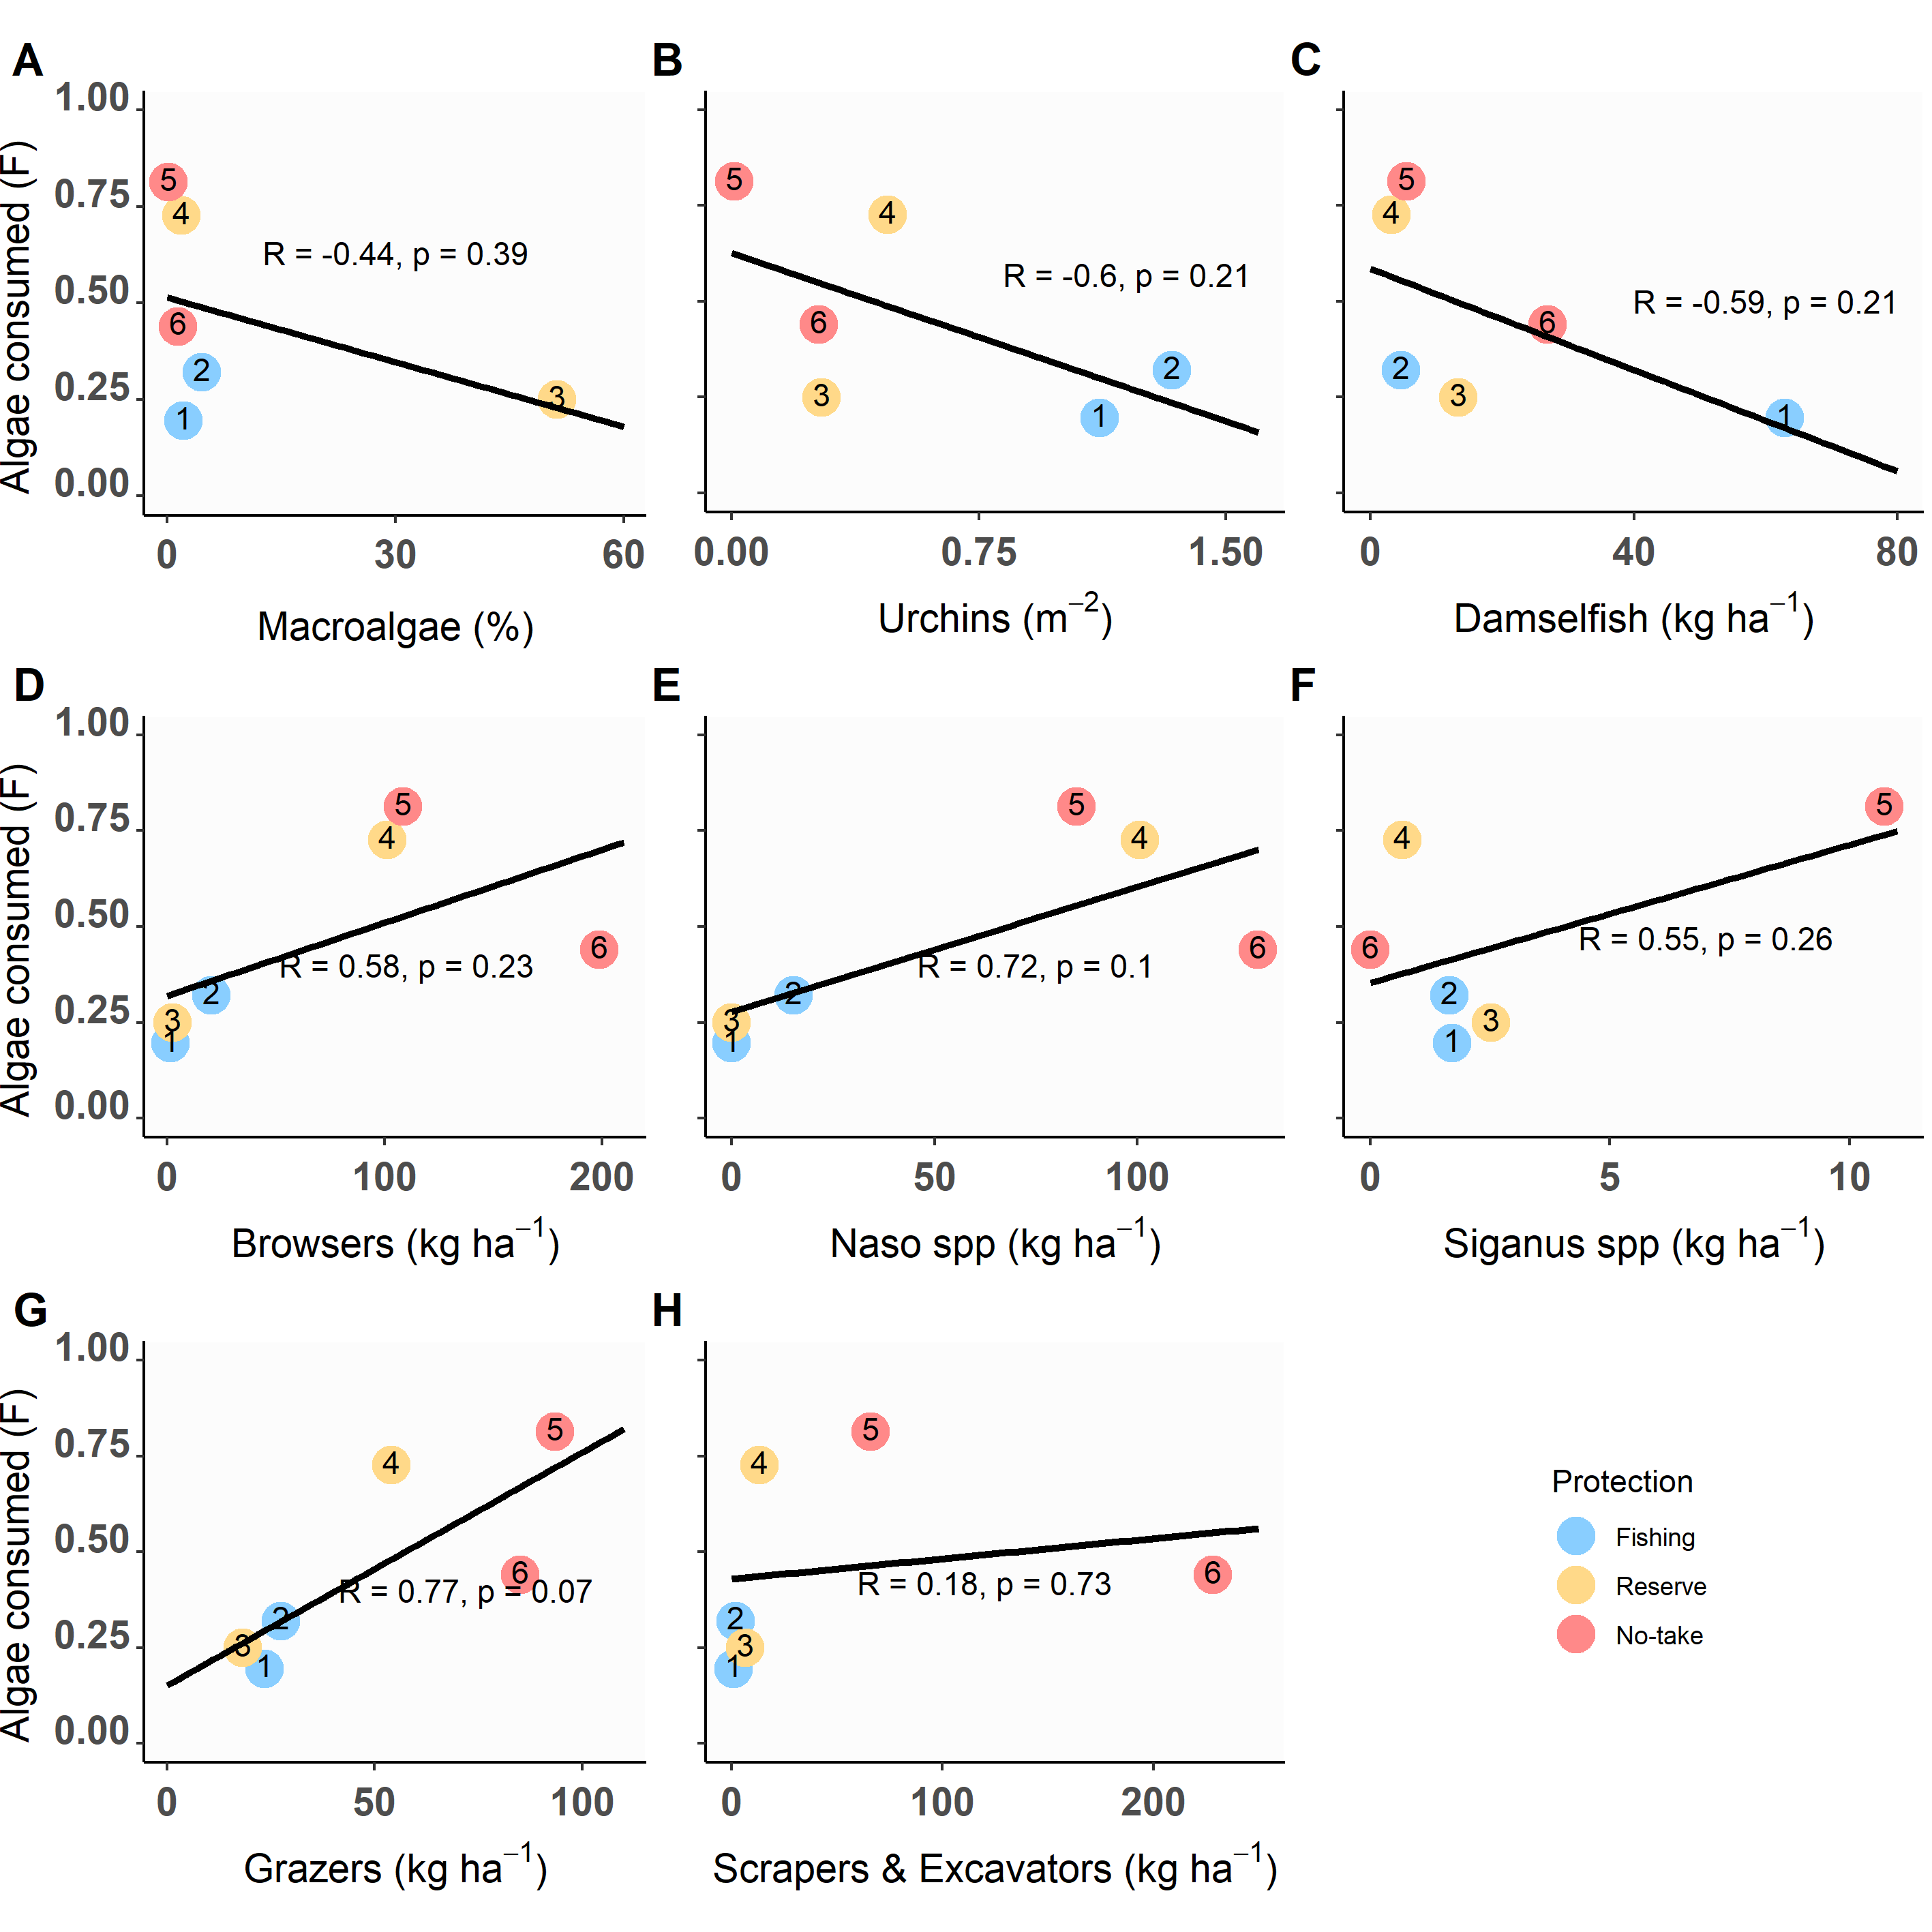 A
B
C
Algae consumed (F)
1.00
0.75
0.50
0.25
0.00
5
4
6
2
1
3
R = -0.44, p = 0.39
0
30
60
Macroalgae (%)
5
4
6
3
2
1
R = -0.6, p = 0.21
0.00
0.75
1.50
Urchins (m⁻²)
5
4
6
2
3
1
R = -0.59, p = 0.21
0
40
80
Damselfish (kg ha⁻¹)
D
E
F
Algae consumed (F)
1.00
0.75
0.50
0.25
0.00
5
4
6
2
3
1
R = 0.58, p = 0.23
0
100
200
Browsers (kg ha⁻¹)
5
4
6
2
3
1
R = 0.72, p = 0.1
0
50
100
Naso spp (kg ha⁻¹)
5
4
6
2
3
1
R = 0.55, p = 0.26
0
5
10
Siganus spp (kg ha⁻¹)
G
H
Algae consumed (F)
1.00
0.75
0.50
0.25
0.00
5
4
6
2
3
1
R = 0.77, p = 0.07
0
50
100
Grazers (kg ha⁻¹)
5
4
6
2
3
1
R = 0.18, p = 0.73
0
100
200
Scrapers & Excavators (kg ha⁻¹)
Protection
Fishing
Reserve
No-take